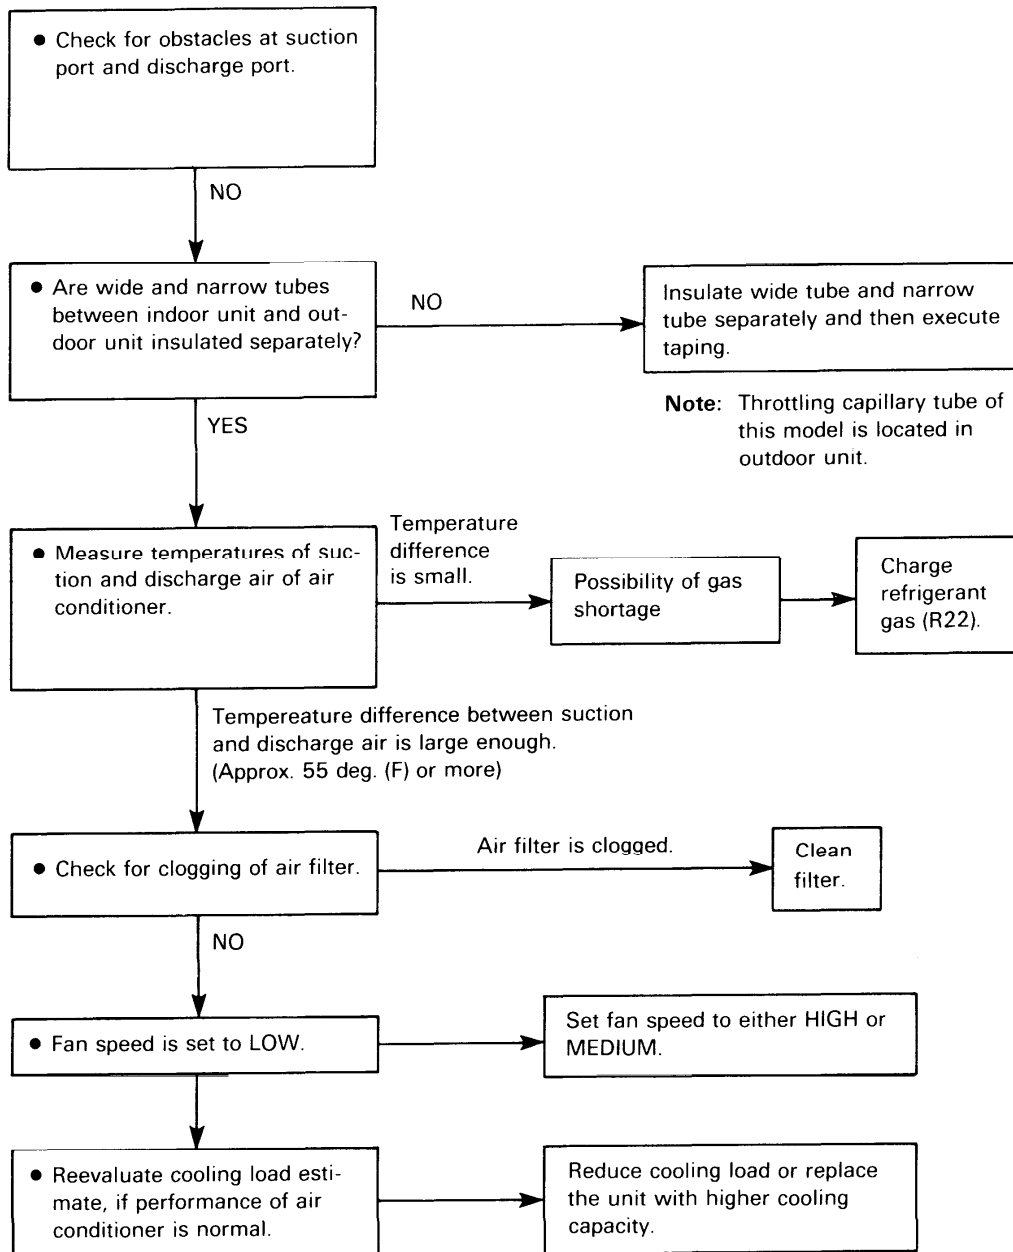 ● Check for obstacles at suction
port and discharge port.
NO
● Are wide and narrow tubes
between indoor unit and out-
door unit insulated separately?
NO
Insulate wide tube and narrow
tube separately and then execute
taping.
Note: Throttling capillary tube of
this model is located in
outdoor unit.
YES
● Measure temperatures of suc-
tion and discharge air of air
conditioner.
Temperature
difference
is small.
Possibility of gas
shortage
Charge
refrigerant
gas (R22).
Tempereature difference between suction
and discharge air is large enough.
(Approx. 55 deg. (F) or more)
● Check for clogging of air filter.
Air filter is clogged.
Clean
filter.
NO
● Fan speed is set to LOW.
Set fan speed to either HIGH or
MEDIUM.
● Reevaluate cooling load esti-
mate, if performance of air
conditioner is normal.
Reduce cooling load or replace
the unit with higher cooling
capacity.